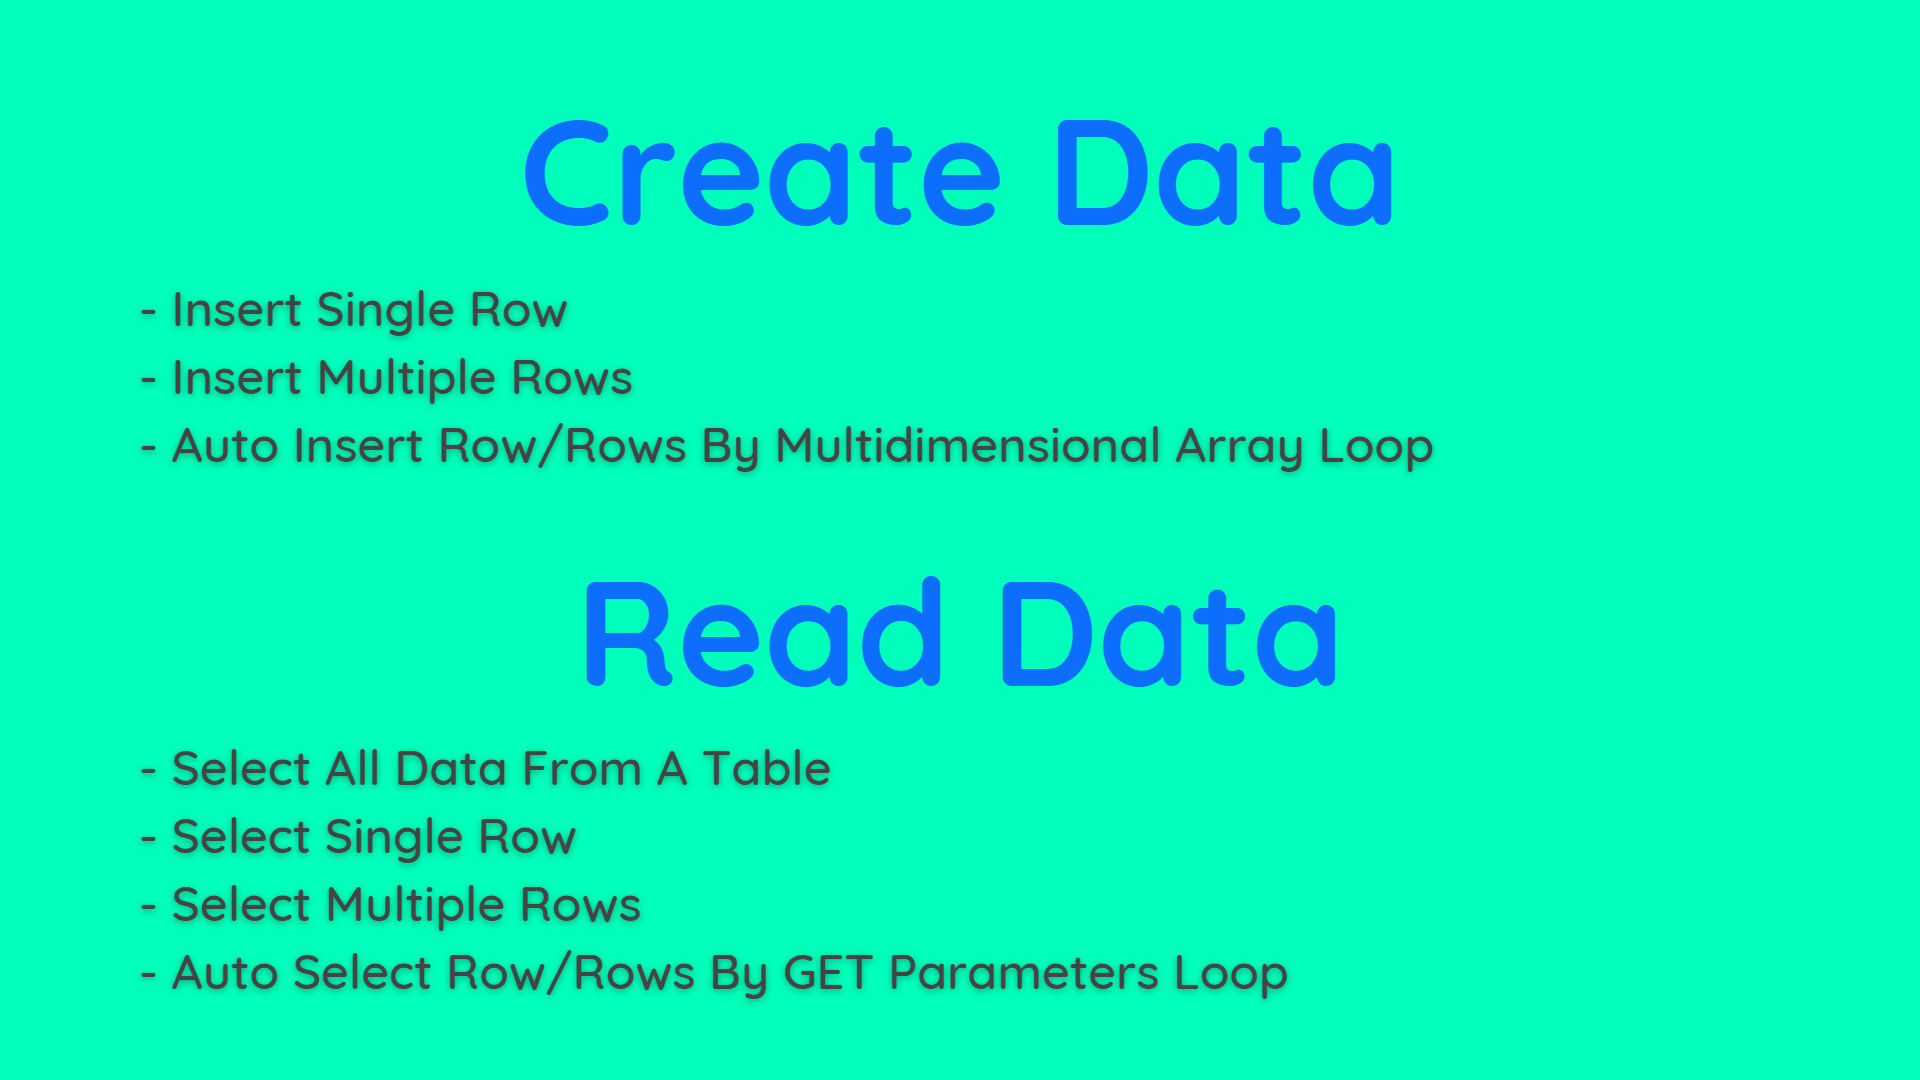 Create Data
- Insert Single Row
- Insert Multiple Rows
- Auto Insert Row/Rows By Multidimensional Array Loop
Read Data
- Select All Data From A Table
- Select Single Row
- Select Multiple Rows
- Auto Select Row/Rows By GET Parameters Loop